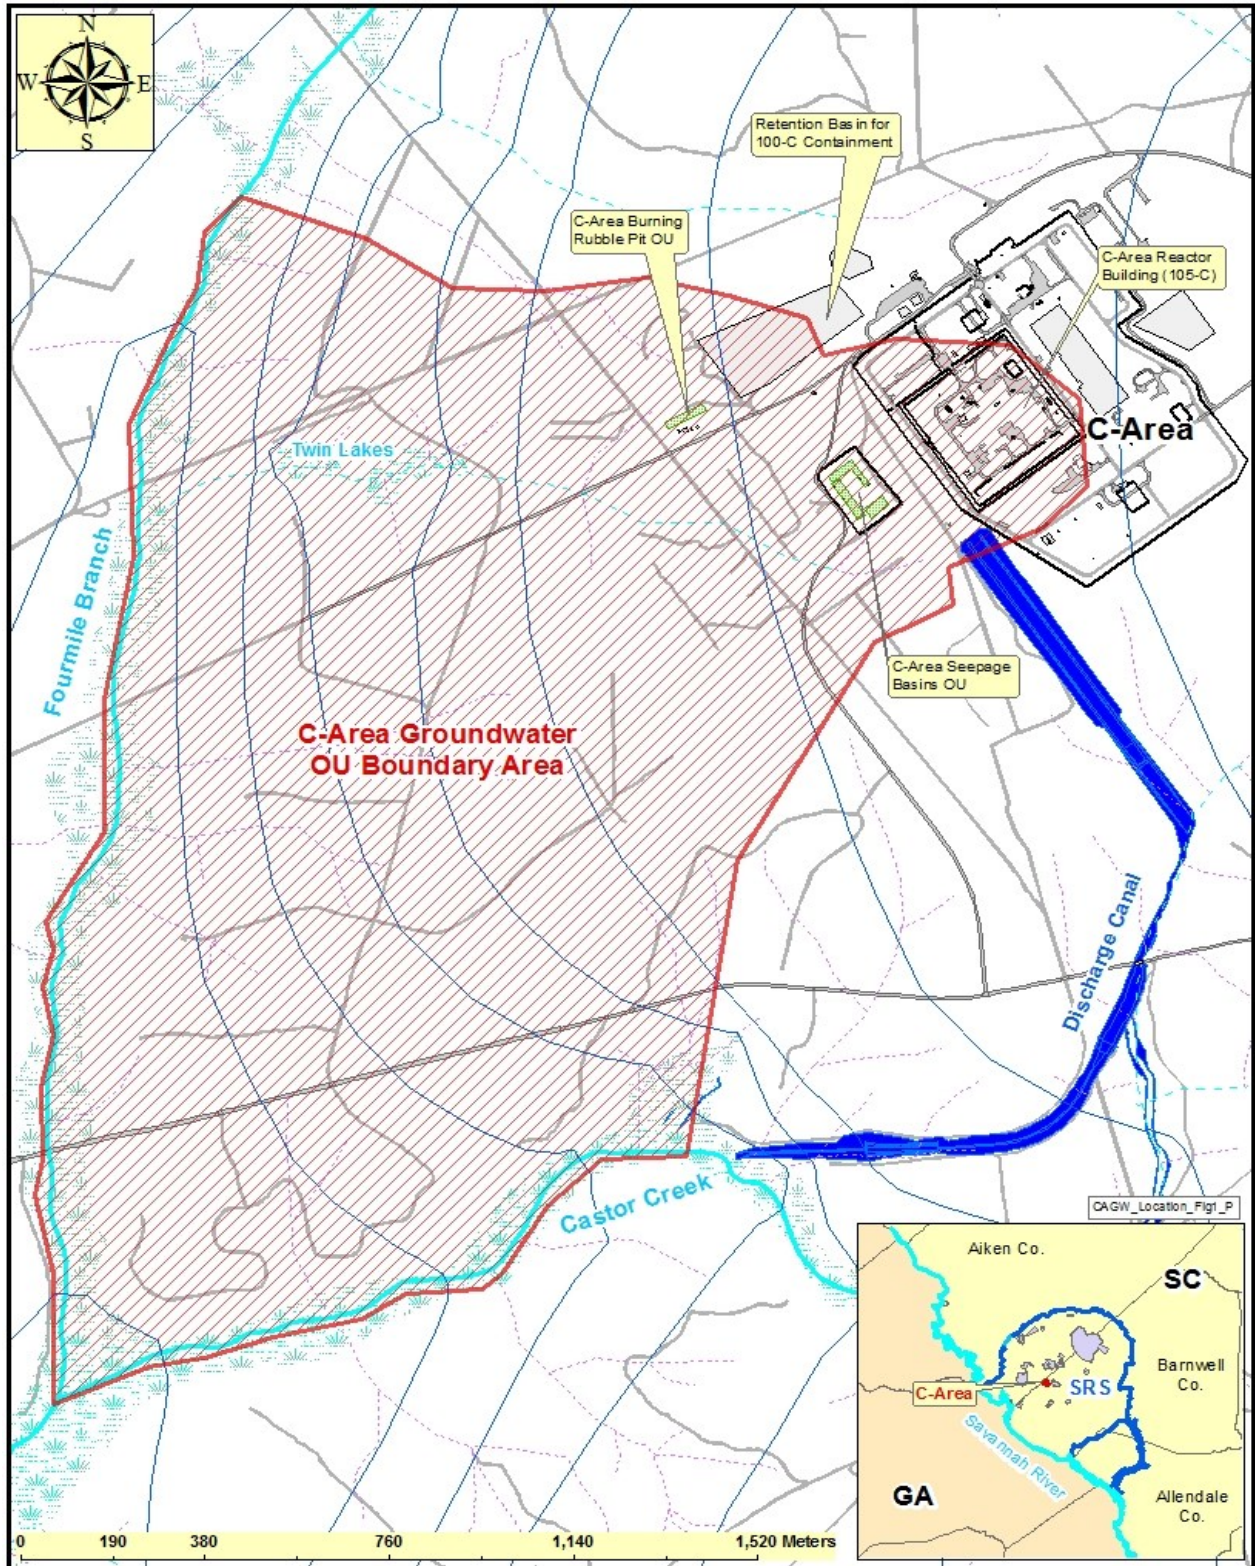 N
W E
S
Retention Basin for
100-C Containment
C-Area Burning
Rubble Pit OU
C-Area Reactor
Building (105-C)
C-Area
Twin Lakes
Fourmile Branch
C-Area Seepage
Basins OU
C-Area Groundwater
OU Boundary Area
Discharge Canal
Castor Creek
CAGW_Location_Fig1_P
Aiken Co.
SC
Barnwell
Co.
C-Area
SRS
Savannah River
GA
Allendale
Co.
0 190 380 760 1,140 1,520 Meters